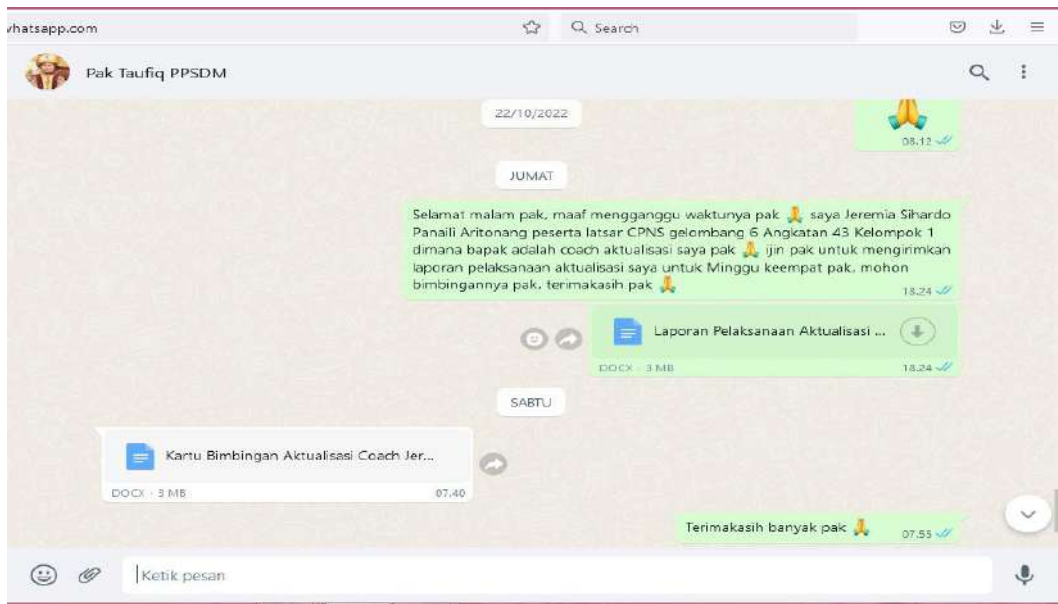 vhatsapp.com
Search
Pak Taufiq PPSDM
22/10/2022
08.12
JUMAT
Selamat malam pak, maaf mengganggu waktunya pak 🙏 saya Jeremia Sihardo
Panaili Aritonang peserta latsar CPNS gelombang 6 Angkatan 43 Kelompok 1
dimana bapak adalah coach aktualisasi saya pak 🙏 ijin pak untuk mengirimkan
laporan pelaksanaan aktualisasi saya untuk Minggu keempat pak, mohon
bimbingannya pak, terimakasih pak 🙏
18.24
Laporan Pelaksanaan Aktualisasi ...
DOCX · 3 MB
18.24
SABTU
Kartu Bimbingan Aktualisasi Coach Jer...
DOCX · 3 MB
07.40
Terimakasih banyak pak 🙏
07.55
Ketik pesan